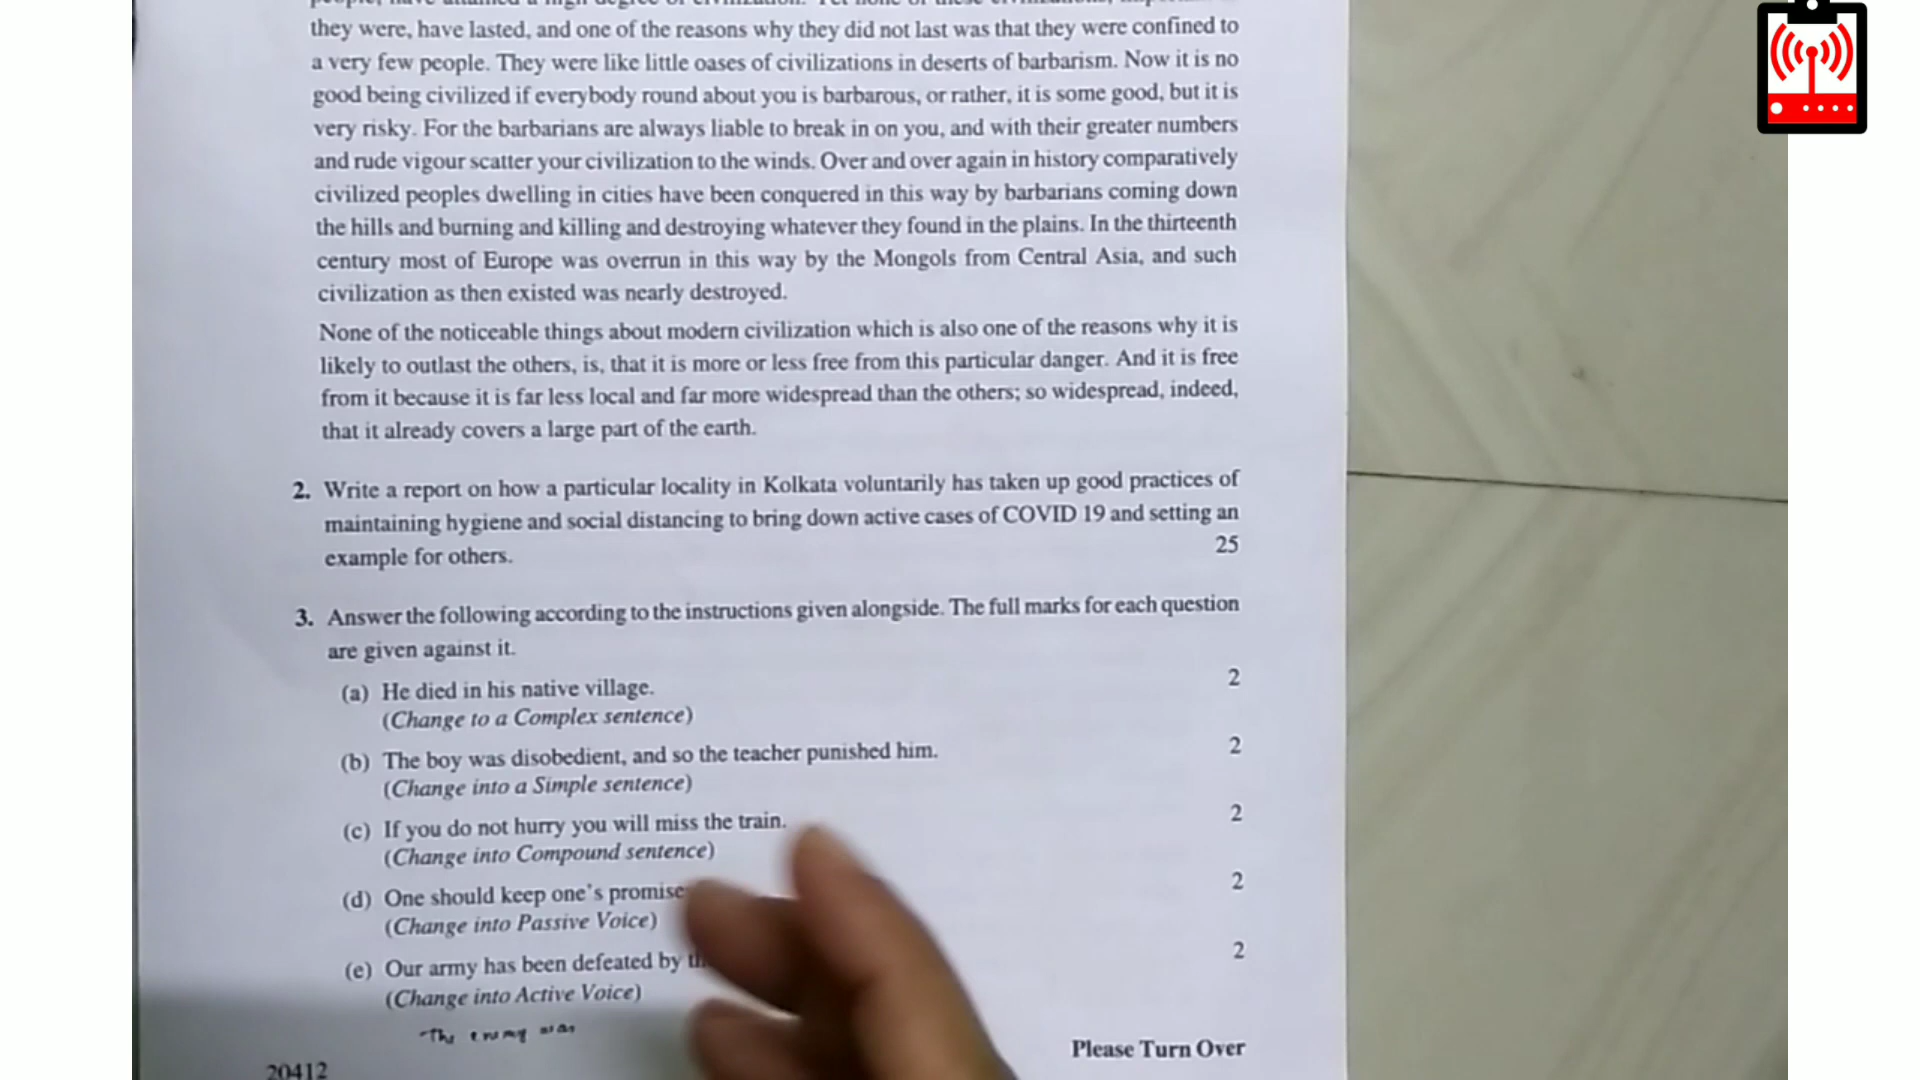 they were, have lasted, and one of the reasons why they did not last was that they were confined to
a very few people. They were like little oases of civilizations in deserts of barbarism. Now it is no
good being civilized if everybody round about you is barbarous, or rather, it is some good, but it is
very risky. For the barbarians are always liable to break in on you, and with their greater numbers
and rude vigour scatter your civilization to the winds. Over and over again in history comparatively
civilized peoples dwelling in cities have been conquered in this way by barbarians coming down
the hills and burning and killing and destroying whatever they found in the plains. In the thirteenth
century most of Europe was overrun in this way by the Mongols from Central Asia, and such
civilization as then existed was nearly destroyed.
None of the noticeable things about modern civilization which is also one of the reasons why it is
likely to outlast the others, is, that it is more or less free from this particular danger. And it is free
from it because it is far less local and far more widespread than the others; so widespread, indeed,
that it already covers a large part of the earth.
2. Write a report on how a particular locality in Kolkata voluntarily has taken up good practices of
maintaining hygiene and social distancing to bring down active cases of COVID 19 and setting an
example for others. 25
3. Answer the following according to the instructions given alongside. The full marks for each question
are given against it.
(a) He died in his native village. 2
(Change to a Complex sentence)
(b) The boy was disobedient, and so the teacher punished him. 2
(Change into a Simple sentence)
(c) If you do not hurry you will miss the train. 2
(Change into Compound sentence)
(d) One should keep one's promise 2
(Change into Passive Voice)
(e) Our army has been defeated by 2
(Change into Active Voice)
The enemy was
Please Turn Over
20412